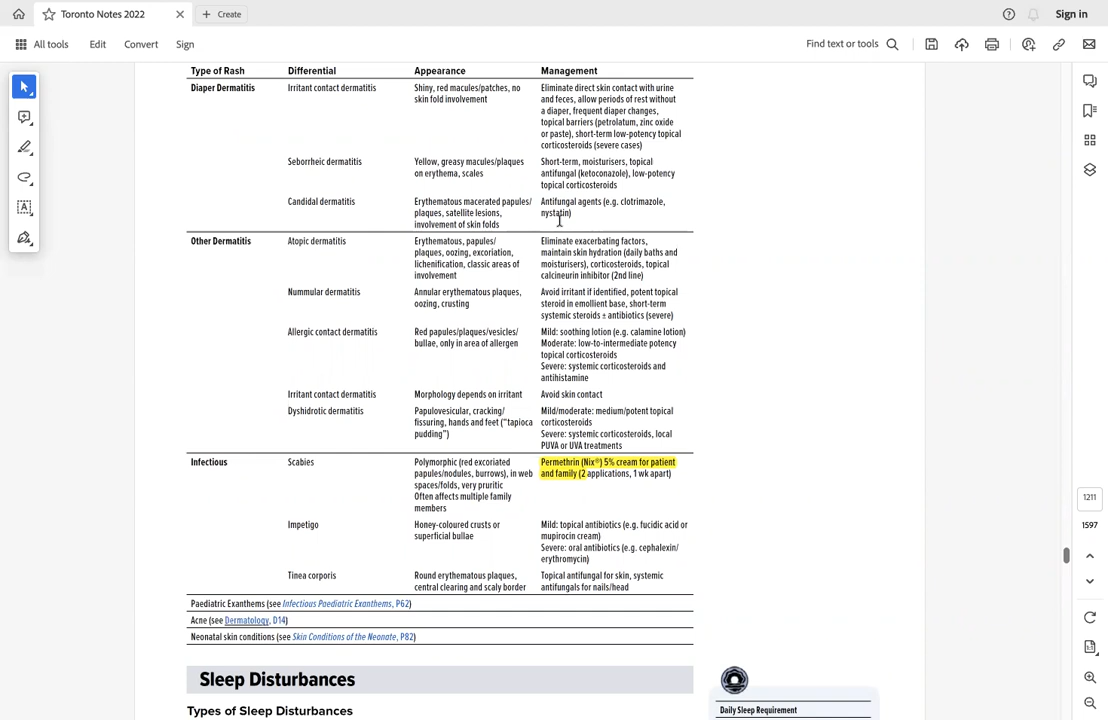 Toronto Notes 2022
Create
Sign in
All tools
Edit
Convert
Sign
Find text or tools
Type of Rash Differential Appearance Management
Diaper Dermatitis Irritant contact dermatitis Shiny, red macules/patches, no Eliminate direct skin contact with urine
skin fold involvement and feces, allow periods of rest without
a diaper, frequent diaper changes,
topical barriers (petrolatum, zinc oxide
or paste), short-term low-potency topical
corticosteroids (severe cases)
Seborrheic dermatitis Yellow, greasy macules/plaques Short-term, moisturisers, topical
on erythema, scales antifungal (ketoconazole), low-potency
topical corticosteroids
Candidal dermatitis Erythematous macerated papules/ Antifungal agents (e.g. clotrimazole,
plaques, satellite lesions, nystatin)
involvement of skin folds
Other Dermatitis Atopic dermatitis Erythematous, papules/ Eliminate exacerbating factors,
plaques, oozing, excoriation, maintain skin hydration (daily baths and
lichenification, classic areas of moisturisers), corticosteroids, topical
involvement calcineurin inhibitor (2nd line)
Nummular dermatitis Annular erythematous plaques, Avoid irritant if identified, potent topical
oozing, crusting steroid in emollient base, short-term
systemic steroids ± antibiotics (severe)
Allergic contact dermatitis Red papules/plaques/vesicles/ Mild: soothing lotion (e.g. calamine lotion)
bullae, only in area of allergen Moderate: low-to-intermediate potency
topical corticosteroids
Severe: systemic corticosteroids and
antihistamine
Irritant contact dermatitis Morphology depends on irritant Avoid skin contact
Dyshidrotic dermatitis Papulovesicular, cracking/ Mild/moderate: medium/potent topical
fissuring, hands and feet (“tapioca corticosteroids
pudding”) Severe: systemic corticosteroids, local
PUVA or UVA treatments
Infectious Scabies Polymorphic (red excoriated Permethrin (Nix®) 5% cream for patient
papules/nodules, burrows), in web and family (2 applications, 1 wk apart)
spaces/folds, very pruritic
Often affects multiple family
members
Impetigo Honey-coloured crusts or Mild: topical antibiotics (e.g. fucidic acid or
superficial bullae mupirocin cream)
Severe: oral antibiotics (e.g. cephalexin/
erythromycin)
Tinea corporis Round erythematous plaques, Topical antifungal for skin, systemic
central clearing and scaly border antifungals for nails/head
Paediatric Exanthems (see Infectious Paediatric Exanthems, P62)
Acne (see Dermatology, D14)
Neonatal skin conditions (see Skin Conditions of the Neonate, P82)
Sleep Disturbances
Types of Sleep Disturbances
Daily Sleep Requirement
1211
1597